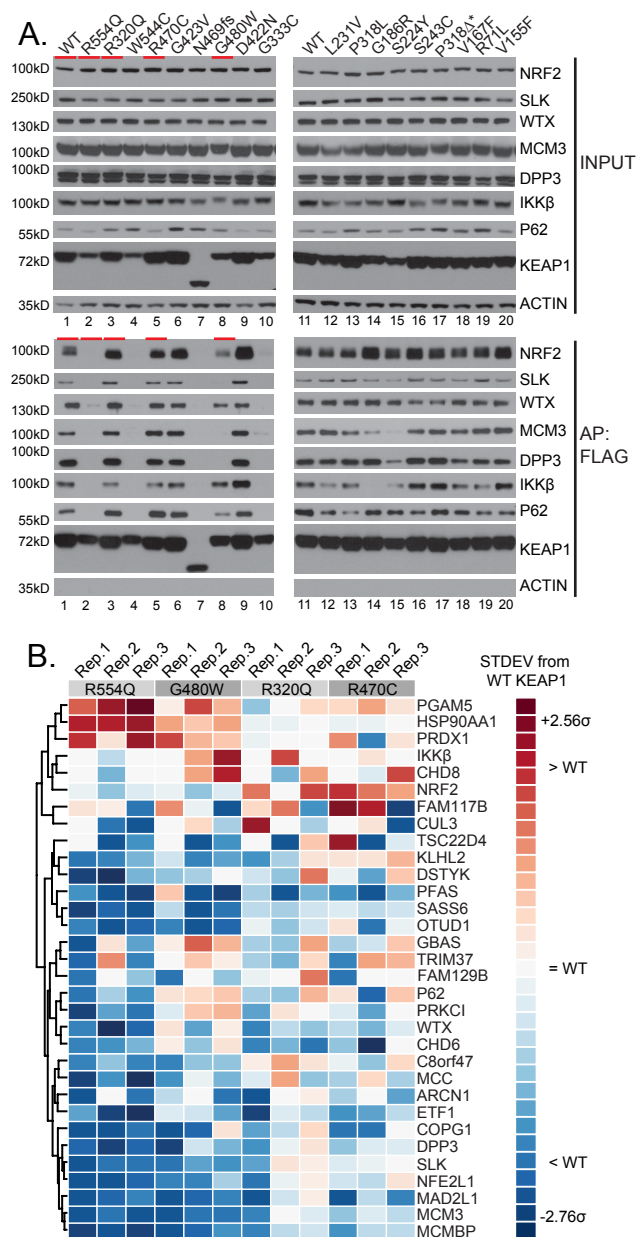 A.
WT R554Q R320Q W544C R470C G423V N469fs G480W D422N G333C
WT L231V P318L G186R S224Y S243C P318Δ* V167F R71L V155F
100kD NRF2
250kD SLK
130kD WTX
100kD MCM3
100kD DPP3
100kD IKKβ
55kD P62
72kD KEAP1
35kD ACTIN
INPUT
1 2 3 4 5 6 7 8 9 10 11 12 13 14 15 16 17 18 19 20
100kD NRF2
250kD SLK
130kD WTX
100kD MCM3
100kD DPP3
100kD IKKβ
55kD P62
72kD KEAP1
35kD ACTIN
AP:
FLAG
1 2 3 4 5 6 7 8 9 10 11 12 13 14 15 16 17 18 19 20
B.
Rep.1 Rep.2 Rep.3 Rep.1 Rep.2 Rep.3 Rep.1 Rep.2 Rep.3 Rep.1 Rep.2 Rep.3
R554Q G480W R320Q R470C
STDEV from
WT KEAP1
PGAM5
HSP90AA1
PRDX1
IKKβ
CHD8
NRF2
FAM117B
CUL3
TSC22D4
KLHL2
DSTYK
PFAS
SASS6
OTUD1
GBAS
TRIM37
FAM129B
P62
PRKCI
WTX
CHD6
C8orf47
MCC
ARCN1
ETF1
COPG1
DPP3
SLK
NFE2L1
MAD2L1
MCM3
MCMBP
+2.56σ
> WT
= WT
< WT
-2.76σ